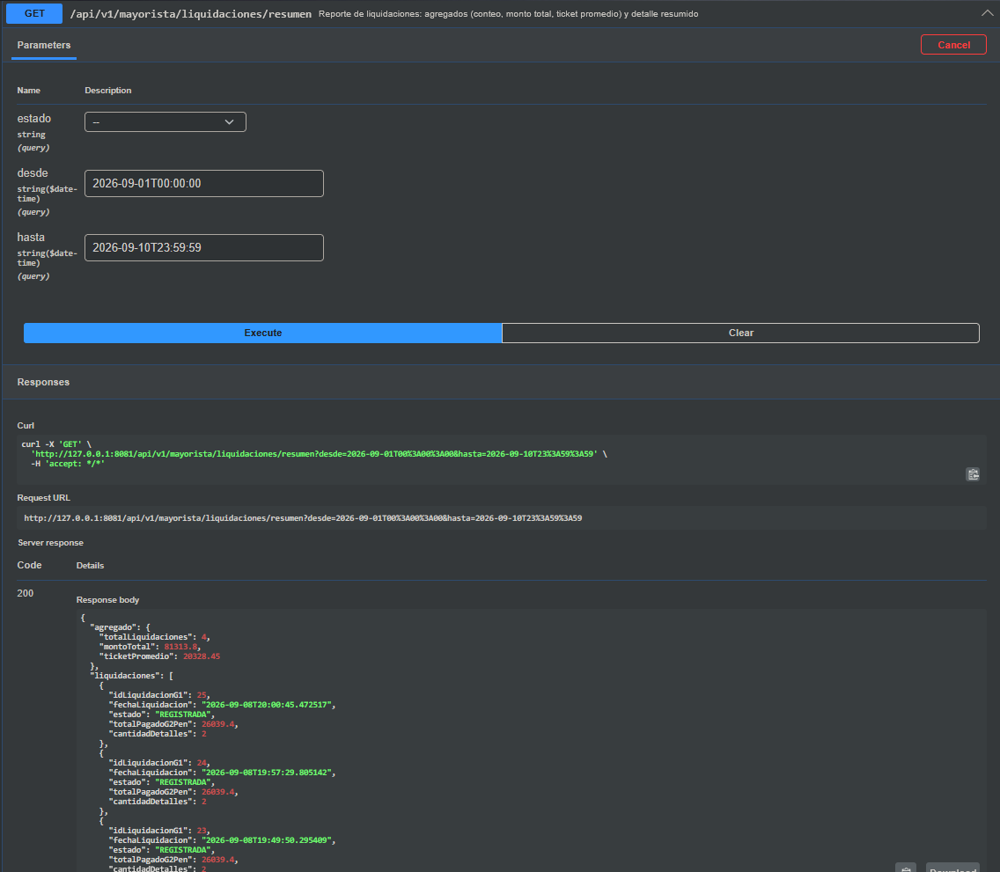 GET /api/v1/mayorista/liquidaciones/resumen Reporte de liquidaciones: agregados (conteo, monto total, ticket promedio) y detalle resumido
Parameters Cancel
Name Description
estado
string
(query)
--
desde
string($date-
time)
(query)
2026-09-01T00:00:00
hasta
string($date-
time)
(query)
2026-09-10T23:59:59
Execute Clear
Responses
Curl
curl -X 'GET' \
'http://127.0.0.1:8081/api/v1/mayorista/liquidaciones/resumen?desde=2026-09-01T00%3A00%3A00&hasta=2026-09-10T23%3A59%3A59' \
-H 'accept: */*'
Request URL
http://127.0.0.1:8081/api/v1/mayorista/liquidaciones/resumen?desde=2026-09-01T00%3A00%3A00&hasta=2026-09-10T23%3A59%3A59
Server response
Code Details
200
Response body
{
"agregado": {
"totalLiquidaciones": 4,
"montoTotal": 81313.8,
"ticketPromedio": 20328.45
},
"liquidaciones": [
{
"idLiquidacionG1": 25,
"fechaLiquidacion": "2026-09-08T20:00:45.472517",
"estado": "REGISTRADA",
"totalPagadoG2Pen": 26039.4,
"cantidadDetalles": 2
},
{
"idLiquidacionG1": 24,
"fechaLiquidacion": "2026-09-08T19:57:29.805142",
"estado": "REGISTRADA",
"totalPagadoG2Pen": 26039.4,
"cantidadDetalles": 2
},
{
"idLiquidacionG1": 23,
"fechaLiquidacion": "2026-09-08T19:49:50.295409",
"estado": "REGISTRADA",
"totalPagadoG2Pen": 26039.4,
"cantidadDetalles": 2
Download